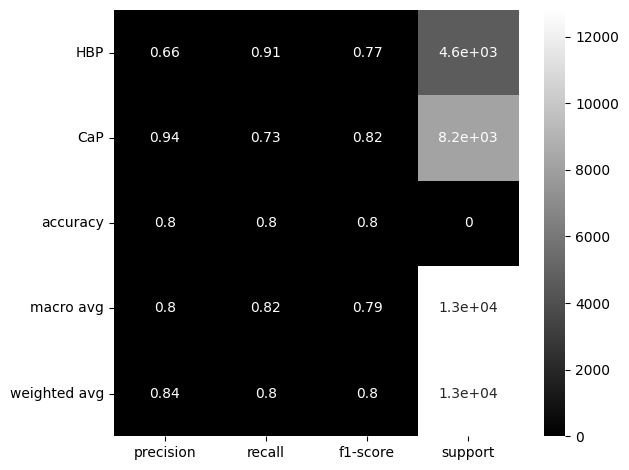 HBP 0.66 0.91 0.77 4.6e+03
CaP 0.94 0.73 0.82 8.2e+03
accuracy 0.8 0.8 0.8 0
macro avg 0.8 0.82 0.79 1.3e+04
weighted avg 0.84 0.8 0.8 1.3e+04
precision recall f1-score support
12000
10000
8000
6000
4000
2000
0